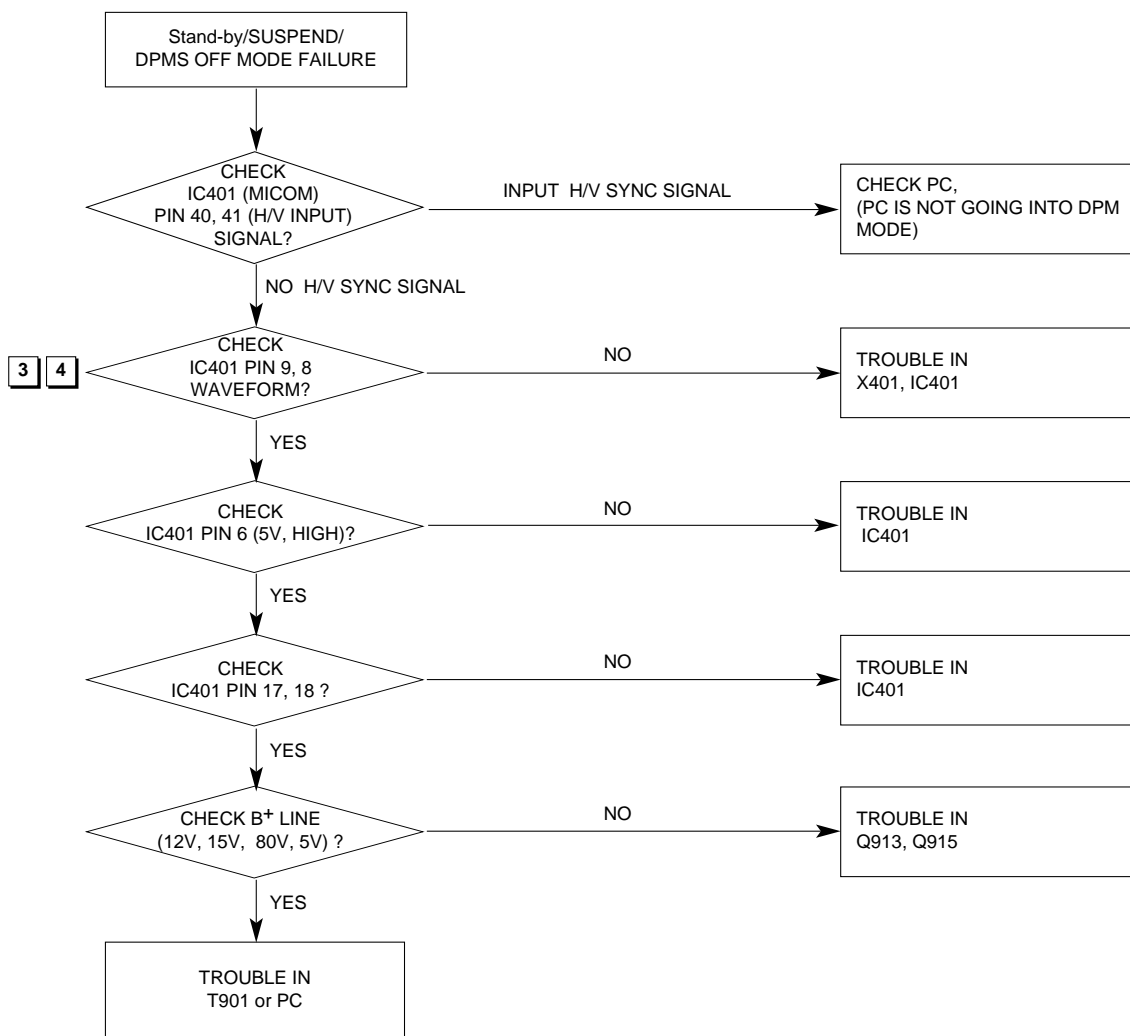 Stand-by/SUSPEND/
DPMS OFF MODE FAILURE
CHECK
IC401 (MICOM)
PIN 40, 41 (H/V INPUT)
SIGNAL?
INPUT H/V SYNC SIGNAL
CHECK PC,
(PC IS NOT GOING INTO DPM
MODE)
NO H/V SYNC SIGNAL
3 4
CHECK
IC401 PIN 9, 8
WAVEFORM?
NO
TROUBLE IN
X401, IC401
YES
CHECK
IC401 PIN 6 (5V, HIGH)?
NO
TROUBLE IN
IC401
YES
CHECK
IC401 PIN 17, 18 ?
NO
TROUBLE IN
IC401
YES
CHECK B+ LINE
(12V, 15V, 80V, 5V) ?
NO
TROUBLE IN
Q913, Q915
YES
TROUBLE IN
T901 or PC